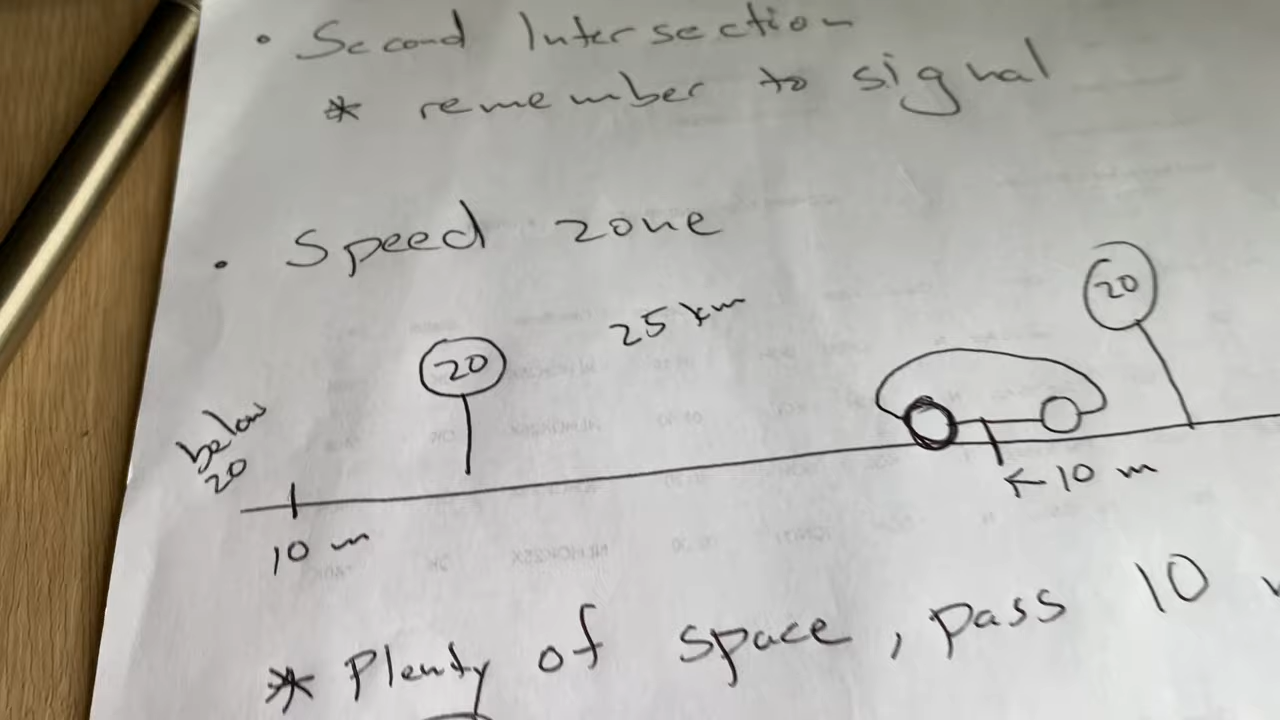 • Second Intersection
* remember to signal
• Speed zone
20
25 km
20
below
20
10 m
←10 m
* Plenty of space, pass 10